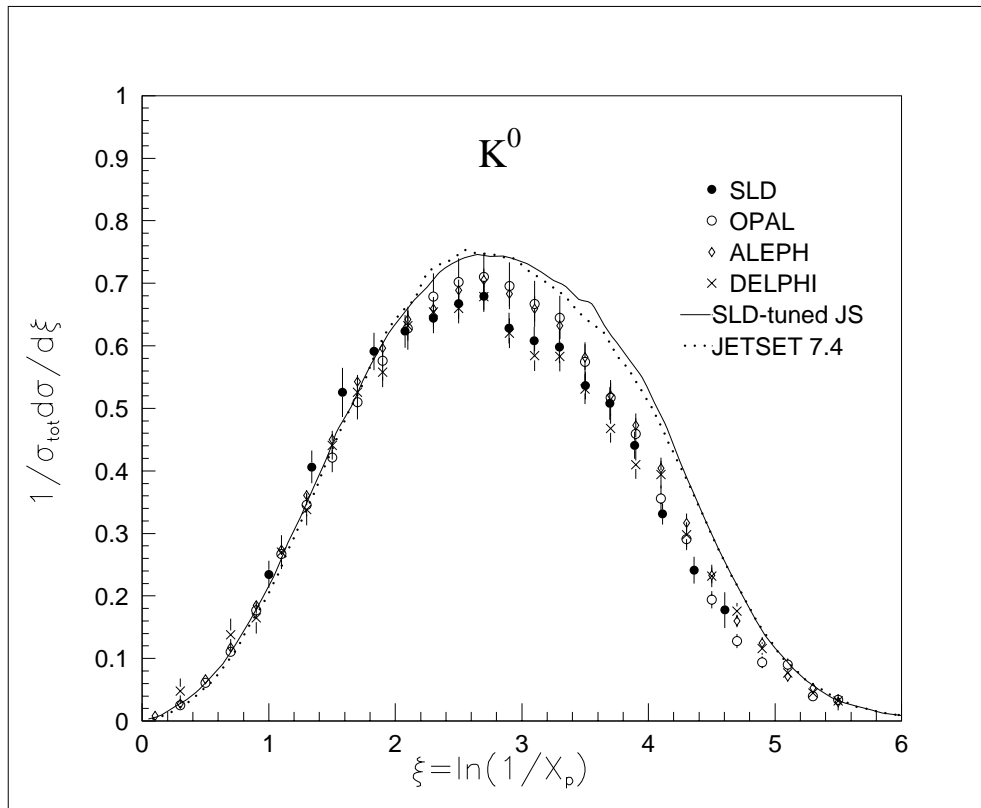 K⁰
SLD
OPAL
ALEPH
DELPHI
SLD-tuned JS
JETSET 7.4
1/σ_tot dσ/dξ
1
0.9
0.8
0.7
0.6
0.5
0.4
0.3
0.2
0.1
0
0 1 2 3 4 5 6
ξ=ln(1/X_p)